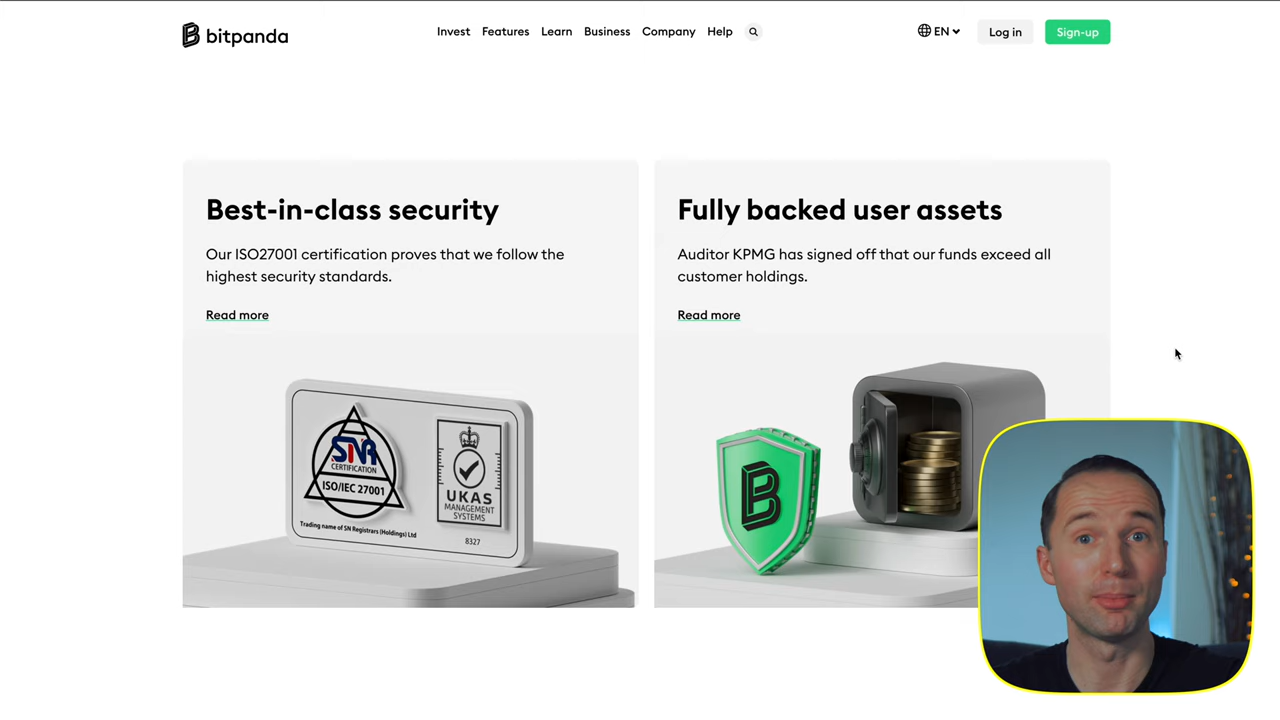 bitpanda
Invest Features Learn Business Company Help
EN
Log in
Sign-up
Best-in-class security
Our ISO27001 certification proves that we follow the
highest security standards.
Read more
SNR
CERTIFICATION
ISO/IEC 27001
UKAS
MANAGEMENT
SYSTEMS
Trading name of SN Registrars (Holdings) Ltd
8327
Fully backed user assets
Auditor KPMG has signed off that our funds exceed all
customer holdings.
Read more